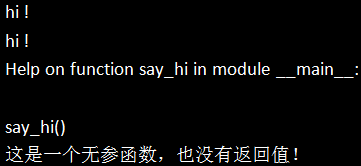 hi !
hi !
Help on function say_hi in module __main__:
say_hi()
这是一个无参函数，也没有返回值！